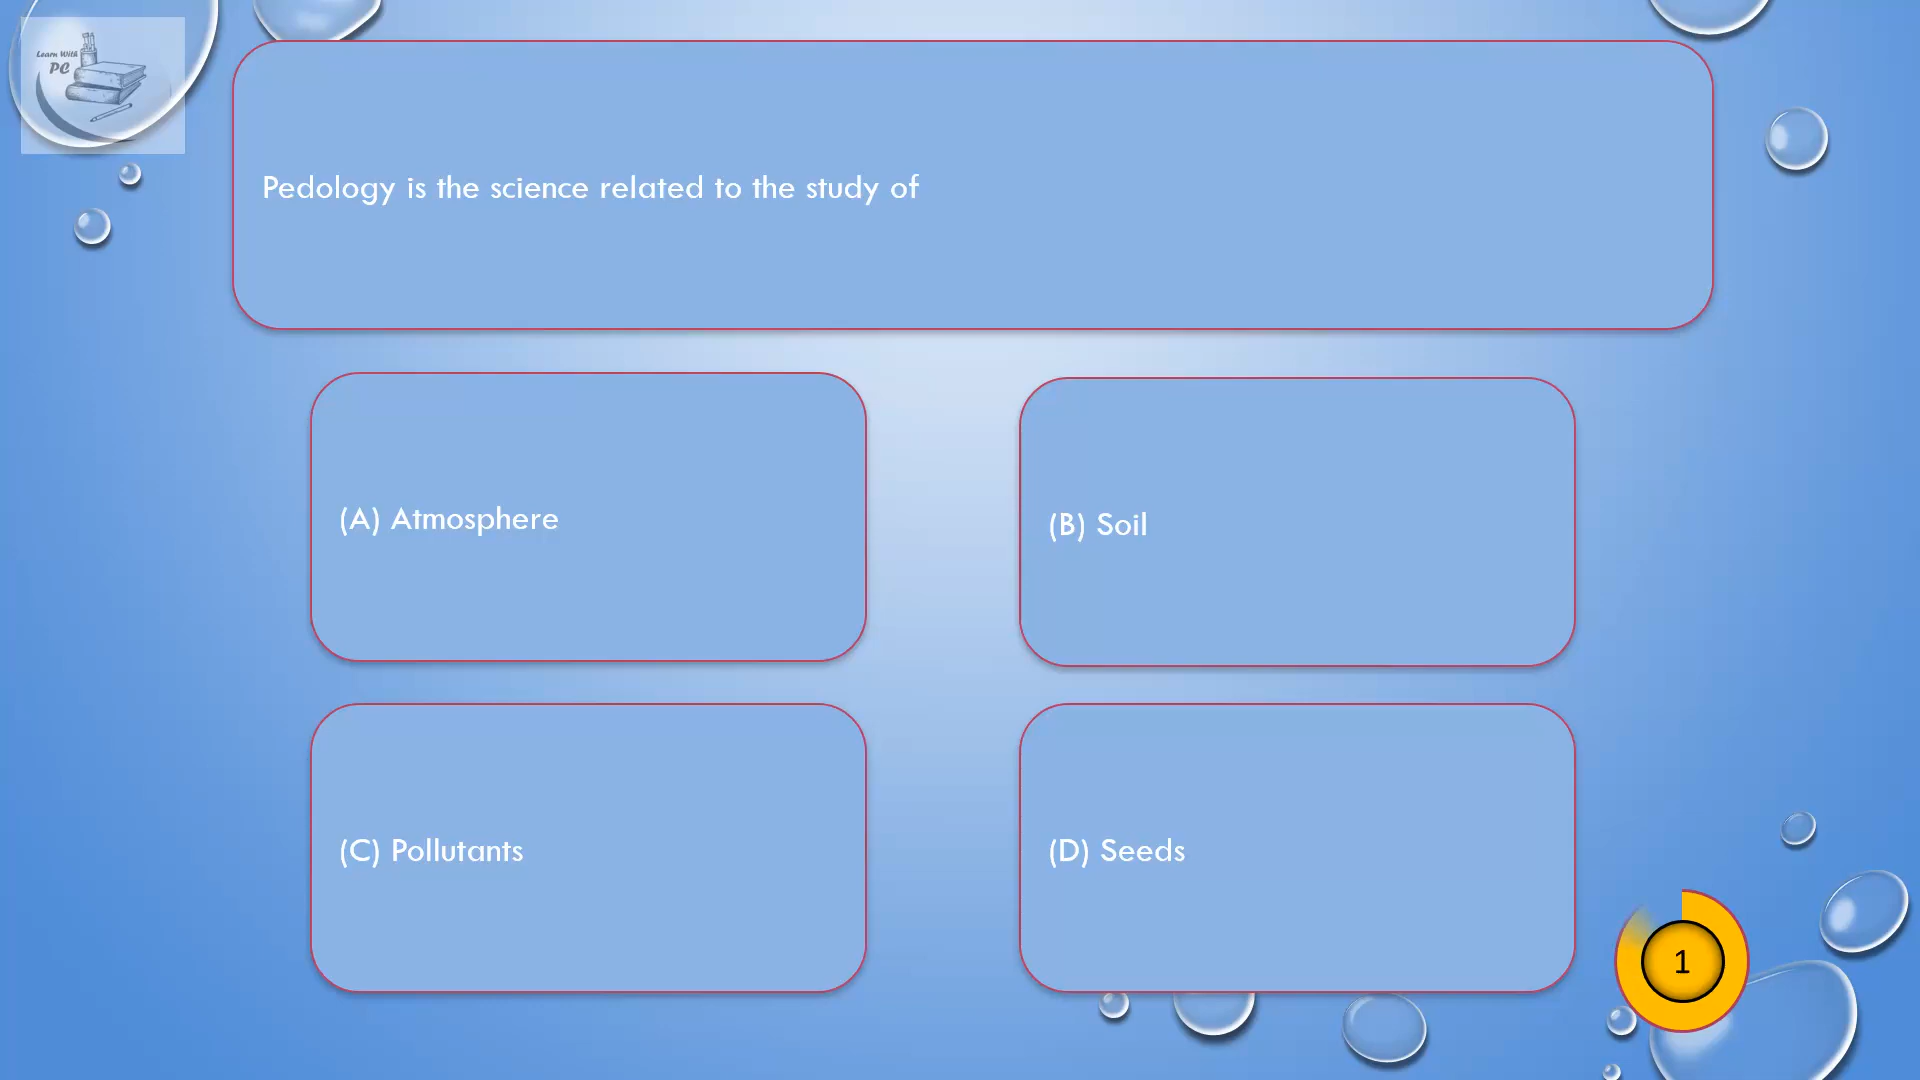 Learn With
PC
Pedology is the science related to the study of
(A) Atmosphere
(B) Soil
(C) Pollutants
(D) Seeds
1